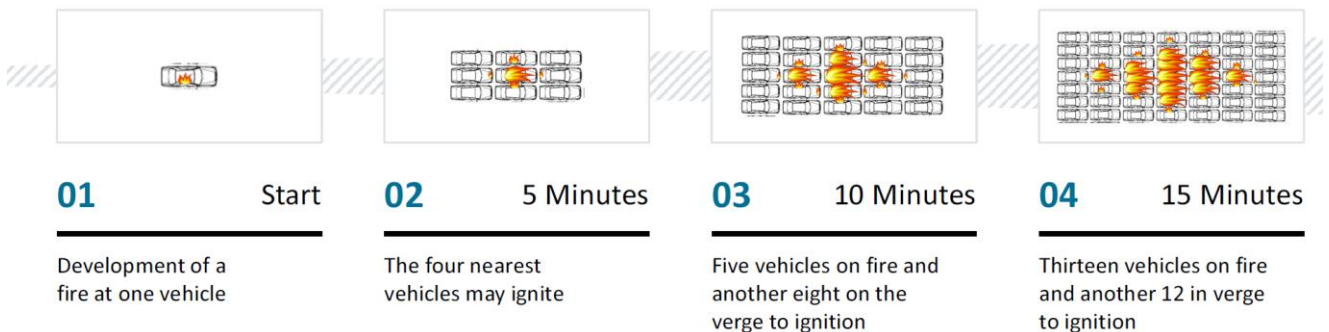 01 Start
Development of a
fire at one vehicle
02 5 Minutes
The four nearest
vehicles may ignite
03 10 Minutes
Five vehicles on fire and
another eight on the
verge to ignition
04 15 Minutes
Thirteen vehicles on fire
and another 12 in verge
to ignition